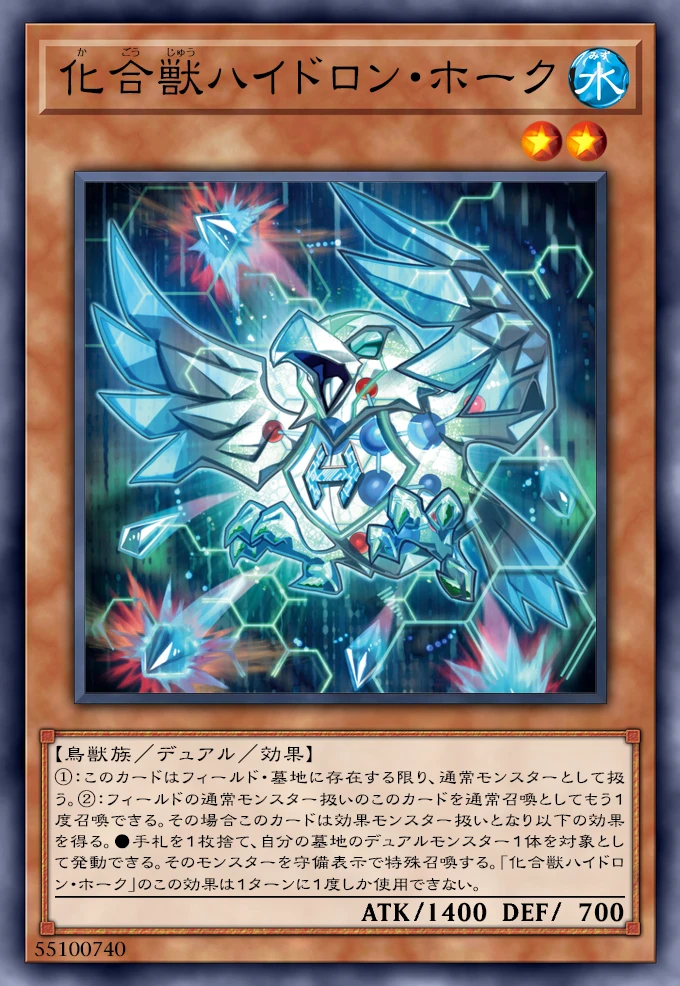 か ごう じゅう
化合獣ハイドロン・ホーク
みず
水
H
【鳥獣族／デュアル／効果】
①：このカードはフィールド・墓地に存在する限り、通常モンスターとして扱
う。②：フィールドの通常モンスター扱いのこのカードを通常召喚としてもう１
度召喚できる。その場合このカードは効果モンスター扱いとなり以下の効果
を得る。●手札を１枚捨て、自分の墓地のデュアルモンスター１体を対象とし
て発動できる。そのモンスターを守備表示で特殊召喚する。「化合獣ハイドロ
ン・ホーク」のこの効果は１ターンに１度しか使用できない。
ATK/1400 DEF/ 700
55100740